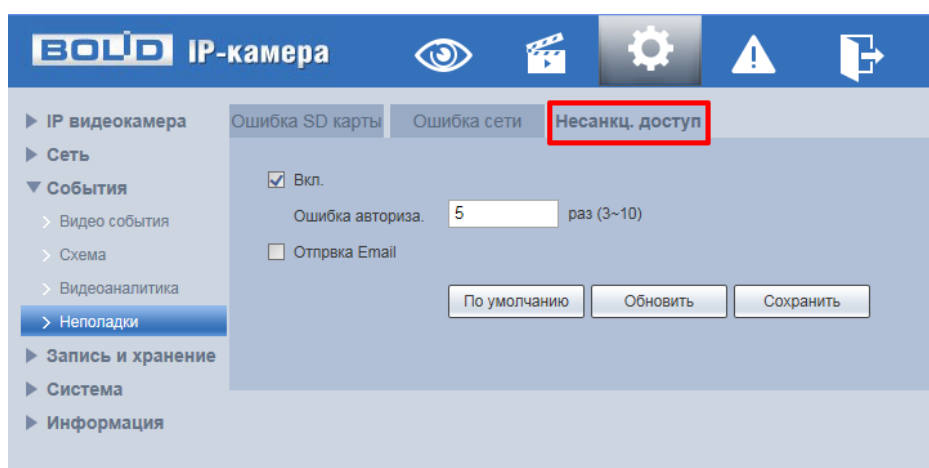 BOLID IP-камера
IP видеокамера
Сеть
События
Видео события
Схема
Видеоаналитика
Неполадки
Запись и хранение
Система
Информация
Ошибка SD карты Ошибка сети Несанкц. доступ
Вкл.
Ошибка авториза. 5 раз (3~10)
Отпрвка Email
По умолчанию Обновить Сохранить